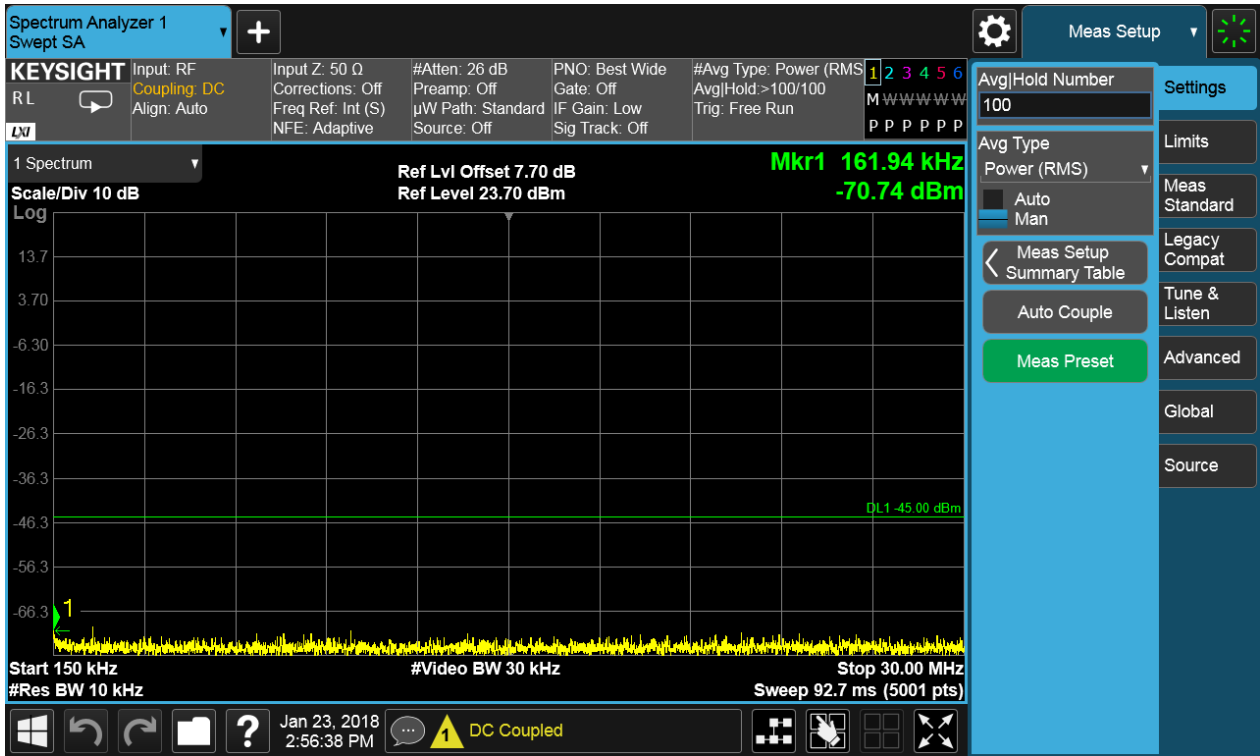 Spectrum Analyzer 1
Swept SA
+
Meas Setup
KEYSIGHT
RL
LXI
Input: RF
Coupling: DC
Align: Auto
Input Z: 50 Ω
Corrections: Off
Freq Ref: Int (S)
NFE: Adaptive
#Atten: 26 dB
Preamp: Off
µW Path: Standard
Source: Off
PNO: Best Wide
Gate: Off
IF Gain: Low
Sig Track: Off
#Avg Type: Power (RMS
Avg|Hold:>100/100
Trig: Free Run
1 2 3 4 5 6
M W W W W W
P P P P P P
1 Spectrum
Scale/Div 10 dB
Log
Ref Lvl Offset 7.70 dB
Ref Level 23.70 dBm
Mkr1 161.94 kHz
-70.74 dBm
13.7
3.70
-6.30
-16.3
-26.3
-36.3
DL1 -45.00 dBm
-46.3
-56.3
-66.3
1
Start 150 kHz
#Video BW 30 kHz
Stop 30.00 MHz
#Res BW 10 kHz
Sweep 92.7 ms (5001 pts)
?
Jan 23, 2018
2:56:38 PM
1
DC Coupled
Avg|Hold Number
100
Avg Type
Power (RMS)
Auto
Man
Meas Setup
Summary Table
Auto Couple
Meas Preset
Settings
Limits
Meas
Standard
Legacy
Compat
Tune &
Listen
Advanced
Global
Source